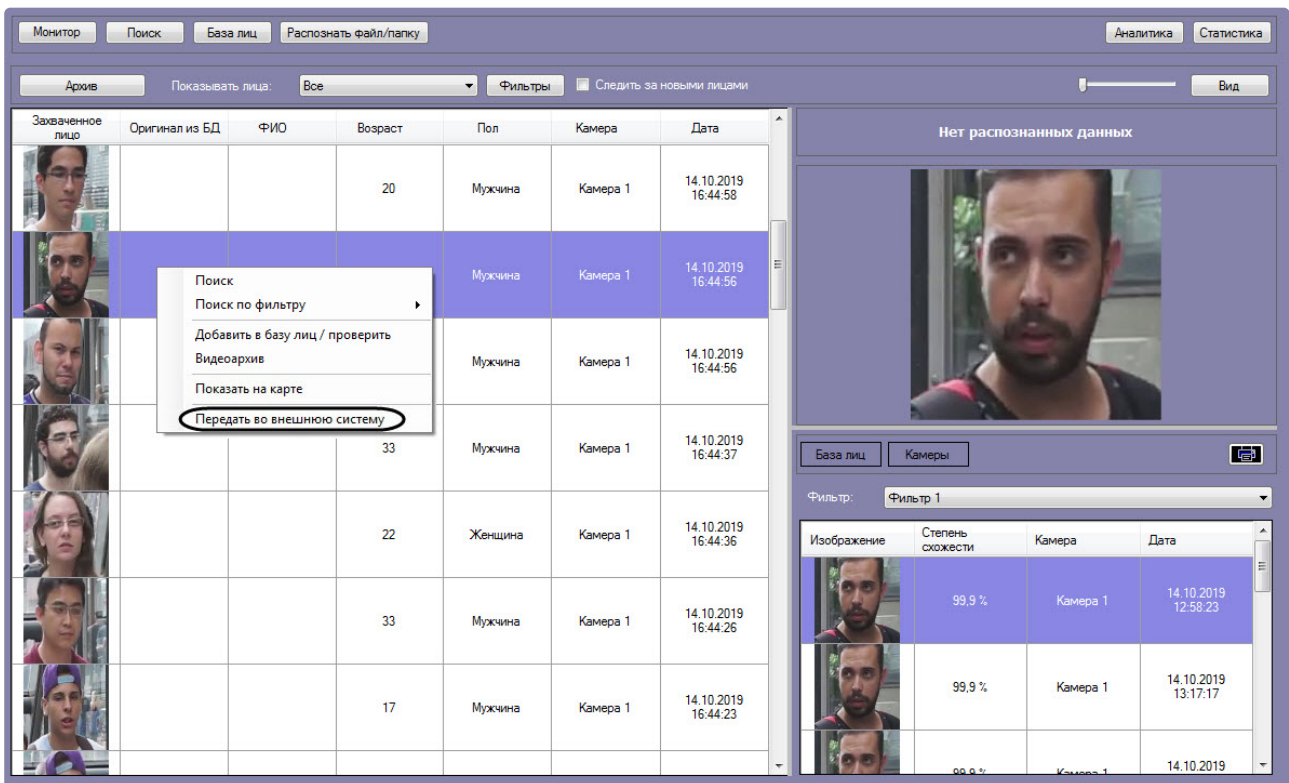 Монитор Поиск База лиц Распознать файл/папку Аналитика Статистика
Архив Показывать лица: Все Фильтры Следить за новыми лицами Вид
Захваченное лицо Оригинал из БД ФИО Возраст Пол Камера Дата
20 Мужчина Камера 1 14.10.2019 16:44:58
Мужчина Камера 1 14.10.2019 16:44:56
Поиск
Поиск по фильтру
Добавить в базу лиц / проверить
Видеоархив
Показать на карте
Передать во внешнюю систему
Мужчина Камера 1 14.10.2019 16:44:56
33 Мужчина Камера 1 14.10.2019 16:44:37
22 Женщина Камера 1 14.10.2019 16:44:36
33 Мужчина Камера 1 14.10.2019 16:44:26
17 Мужчина Камера 1 14.10.2019 16:44:23
Нет распознанных данных
База лиц Камеры
Фильтр: Фильтр 1
Изображение Степень схожести Камера Дата
99,9 % Камера 1 14.10.2019 12:58:23
99,9 % Камера 1 14.10.2019 13:17:17
99,9 % Камера 1 14.10.2019